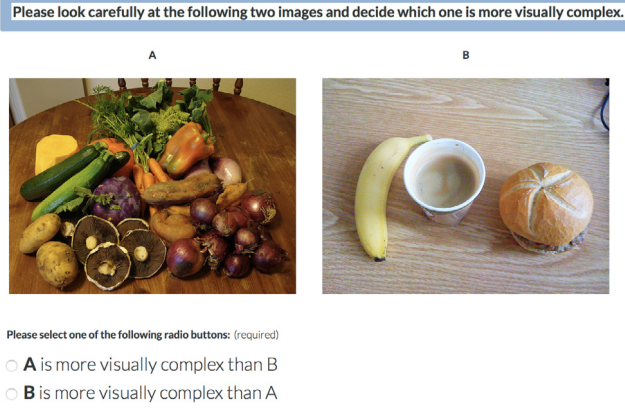 Please look carefully at the following two images and decide which one is more visually complex.
A
B
Please select one of the following radio buttons: (required)
A is more visually complex than B
B is more visually complex than A